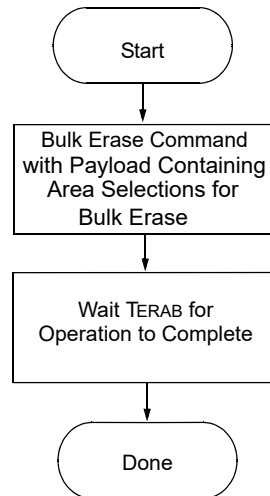 Start
Bulk Erase Command
with Payload Containing
Area Selections for
Bulk Erase
Wait TERAB for
Operation to Complete
Done